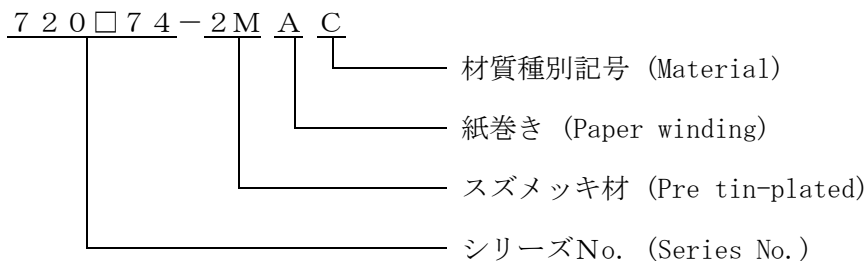 ７２０□７４－２ＭＡＣ
材質種別記号 (Material)
紙巻き (Paper winding)
スズメッキ材 (Pre tin-plated)
シリーズNo. (Series No.)